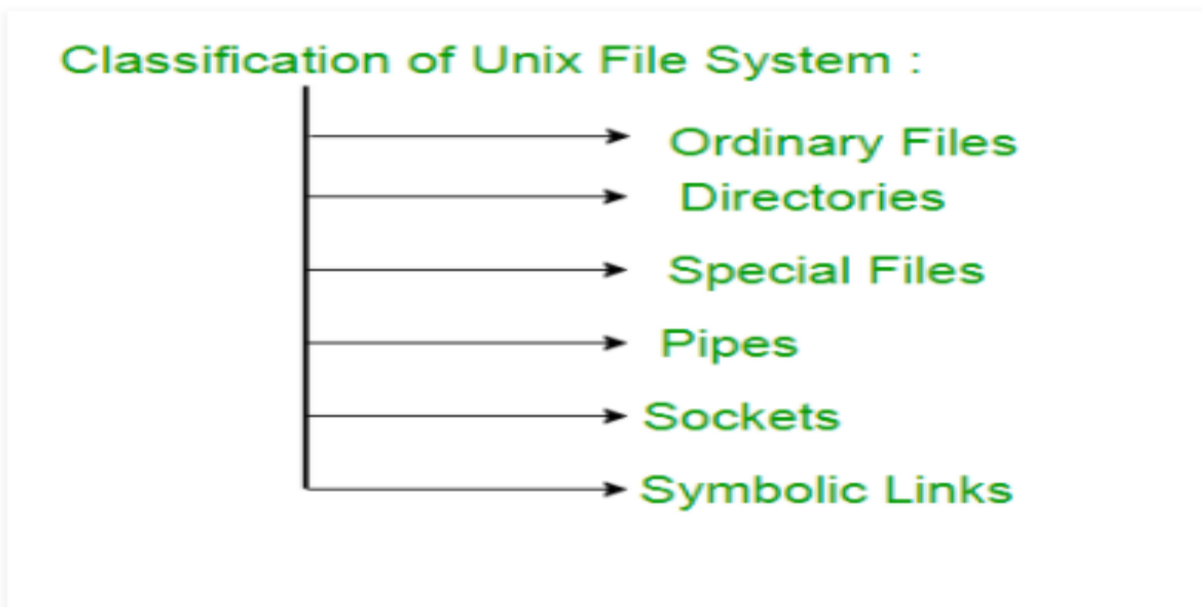 Classification of Unix File System :
Ordinary Files
Directories
Special Files
Pipes
Sockets
Symbolic Links